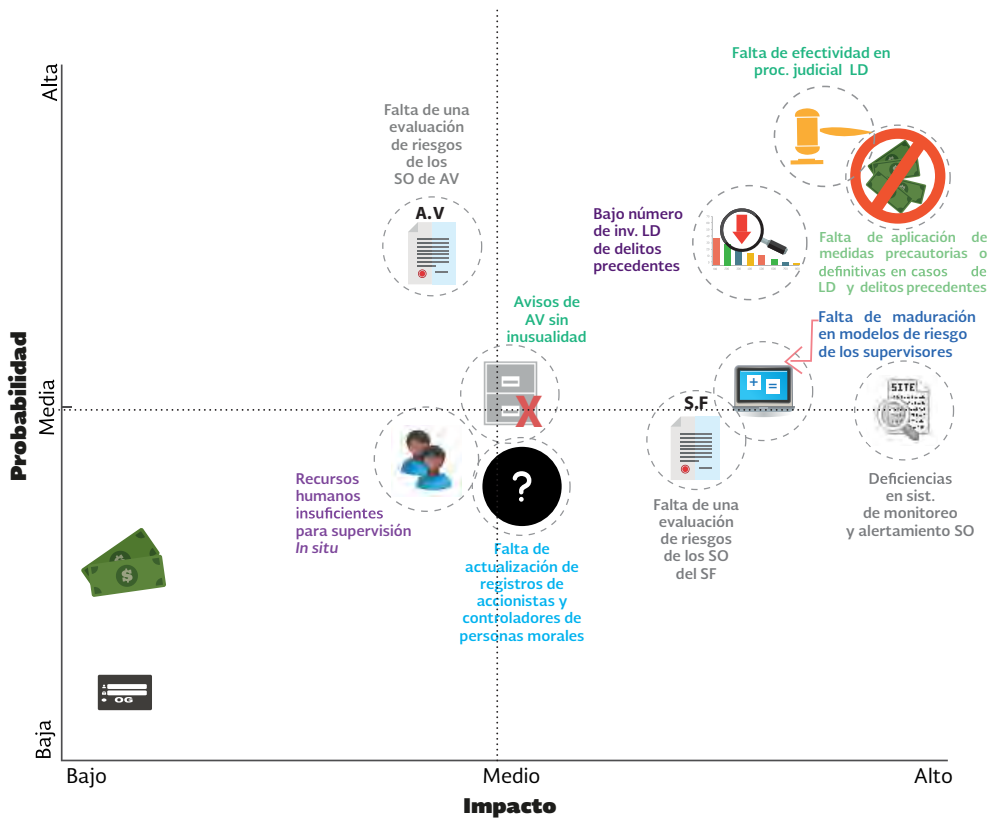 Falta de efectividad en
proc. judicial LD
Alta
Falta de una
evaluación
de riesgos
de los
SO de AV
A.V
Bajo número
de inv. LD
de delitos
precedentes
Falta de aplicación de
medidas precautorias o
definitivas en casos de
LD y delitos precedentes
Avisos de
AV sin
inusualidad
Falta de maduración
en modelos de riesgo
de los supervisores
Probabilidad
Media
S.F
SITE
Recursos
humanos
insuficientes
para supervisión
In situ
?
Deficiencias
en sist.
de monitoreo
y alertamiento SO
Falta de una
evaluación
de riesgos
de los SO
del SF
Falta de
actualización de
registros de
accionistas y
controladores de
personas morales
$
OG
Baja
Bajo
Medio
Alto
Impacto